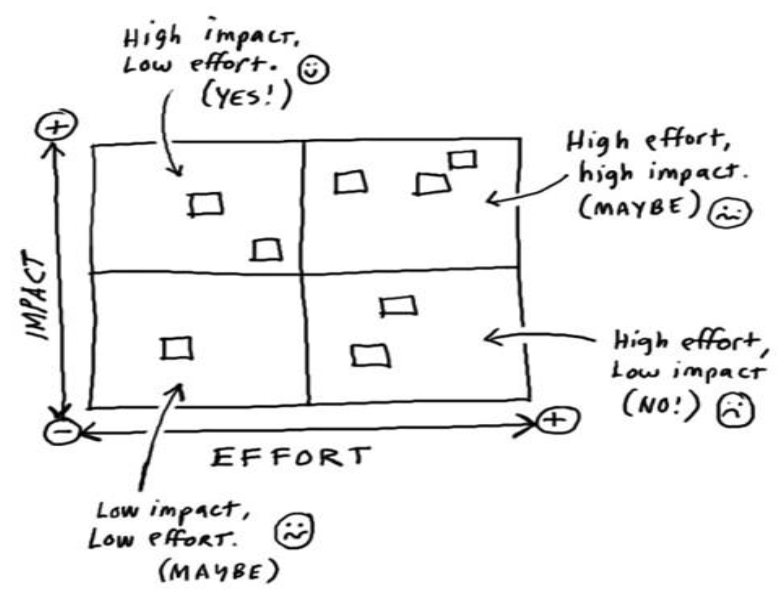 High impact,
Low effort.
(YES!)
+
High effort,
high impact.
(MAYBE)
IMPACT
High effort,
Low impact
(NO!)
−
+
EFFORT
Low impact,
Low effort.
(MAYBE)